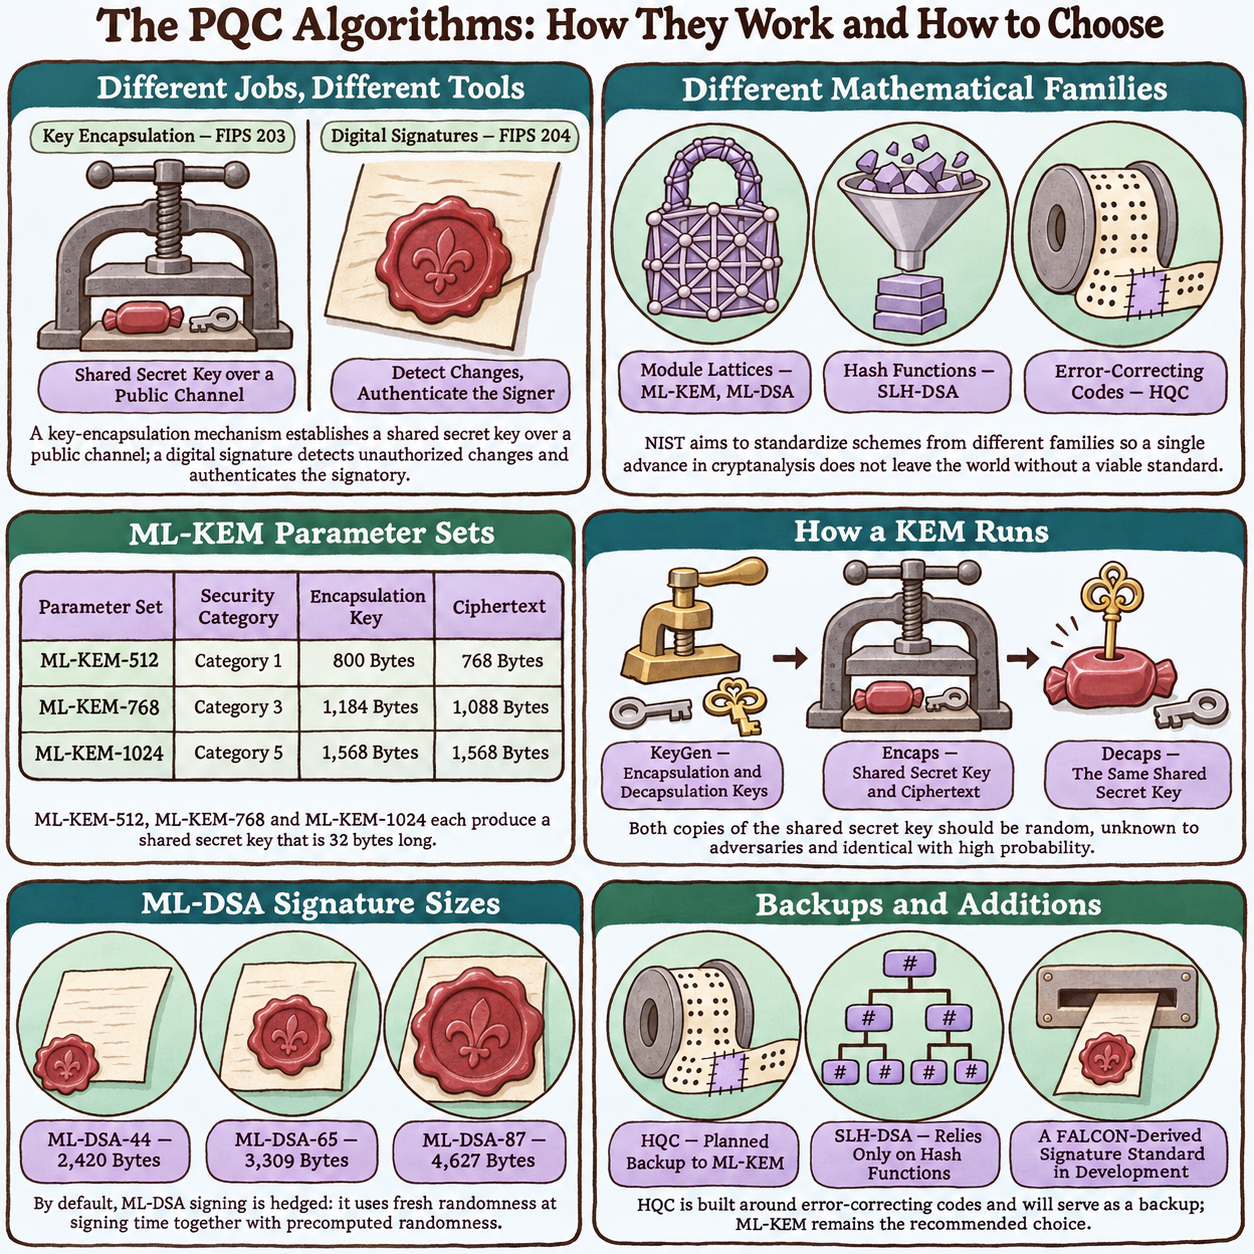 The PQC Algorithms: How They Work and How to Choose
Different Jobs, Different Tools
Key Encapsulation — FIPS 203
Digital Signatures — FIPS 204
Shared Secret Key over a
Public Channel
Detect Changes,
Authenticate the Signer
A key-encapsulation mechanism establishes a shared secret key over a
public channel; a digital signature detects unauthorized changes and
authenticates the signatory.
Different Mathematical Families
Module Lattices —
ML-KEM, ML-DSA
Hash Functions —
SLH-DSA
Error-Correcting
Codes — HQC
NIST aims to standardize schemes from different families so a single
advance in cryptanalysis does not leave the world without a viable standard.
ML-KEM Parameter Sets
Parameter Set
Security
Category
Encapsulation
Key
Ciphertext
ML-KEM-512
Category 1
800 Bytes
768 Bytes
ML-KEM-768
Category 3
1,184 Bytes
1,088 Bytes
ML-KEM-1024
Category 5
1,568 Bytes
1,568 Bytes
ML-KEM-512, ML-KEM-768 and ML-KEM-1024 each produce a
shared secret key that is 32 bytes long.
How a KEM Runs
KeyGen —
Encapsulation and
Decapsulation Keys
Encaps —
Shared Secret Key
and Ciphertext
Decaps —
The Same Shared
Secret Key
Both copies of the shared secret key should be random, unknown to
adversaries and identical with high probability.
ML-DSA Signature Sizes
ML-DSA-44 —
2,420 Bytes
ML-DSA-65 —
3,309 Bytes
ML-DSA-87 —
4,627 Bytes
By default, ML-DSA signing is hedged: it uses fresh randomness at
signing time together with precomputed randomness.
Backups and Additions
#
# #
# # # #
HQC — Planned
Backup to ML-KEM
SLH-DSA — Relies
Only on Hash
Functions
A FALCON-Derived
Signature Standard
in Development
HQC is built around error-correcting codes and will serve as a backup;
ML-KEM remains the recommended choice.